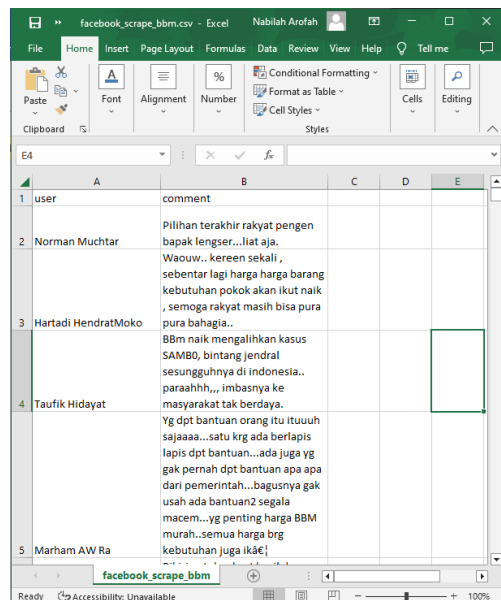 facebook_scrape_bbm.csv - Excel
Nabilah Arofah
File Home Insert Page Layout Formulas Data Review View Help Tell me
Paste
Clipboard
Font
Alignment
%
Number
Conditional Formatting
Format as Table
Cell Styles
Styles
Cells
Editing
E4
fx
A B C D E
1 user comment
Pilihan terakhir rakyat pengen
2 Norman Muchtar bapak lengser...liat aja.
Waouw.. kereen sekali ,
sebentar lagi harga harga barang
kebutuhan pokok akan ikut naik
, semoga rakyat masih bisa pura
3 Hartadi HendratMoko pura bahagia..
BBm naik mengalihkan kasus
SAMB0, bintang jendral
sesungguhnya di indonesia..
paraahhh,,, imbasnya ke
4 Taufik Hidayat masyarakat tak berdaya.
Yg dpt bantuan orang itu ituuuh
sajaaaa...satu krg ada berlapis
lapis dpt bantuan...ada juga yg
gak pernah dpt bantuan apa apa
dari pemerintah...bagusnya gak
usah ada bantuan2 segala
macem...yg penting harga BBM
murah..semua harga brg
5 Marham AW Ra kebutuhan juga ikâ€¦
facebook_scrape_bbm
Ready Accessibility: Unavailable 100%